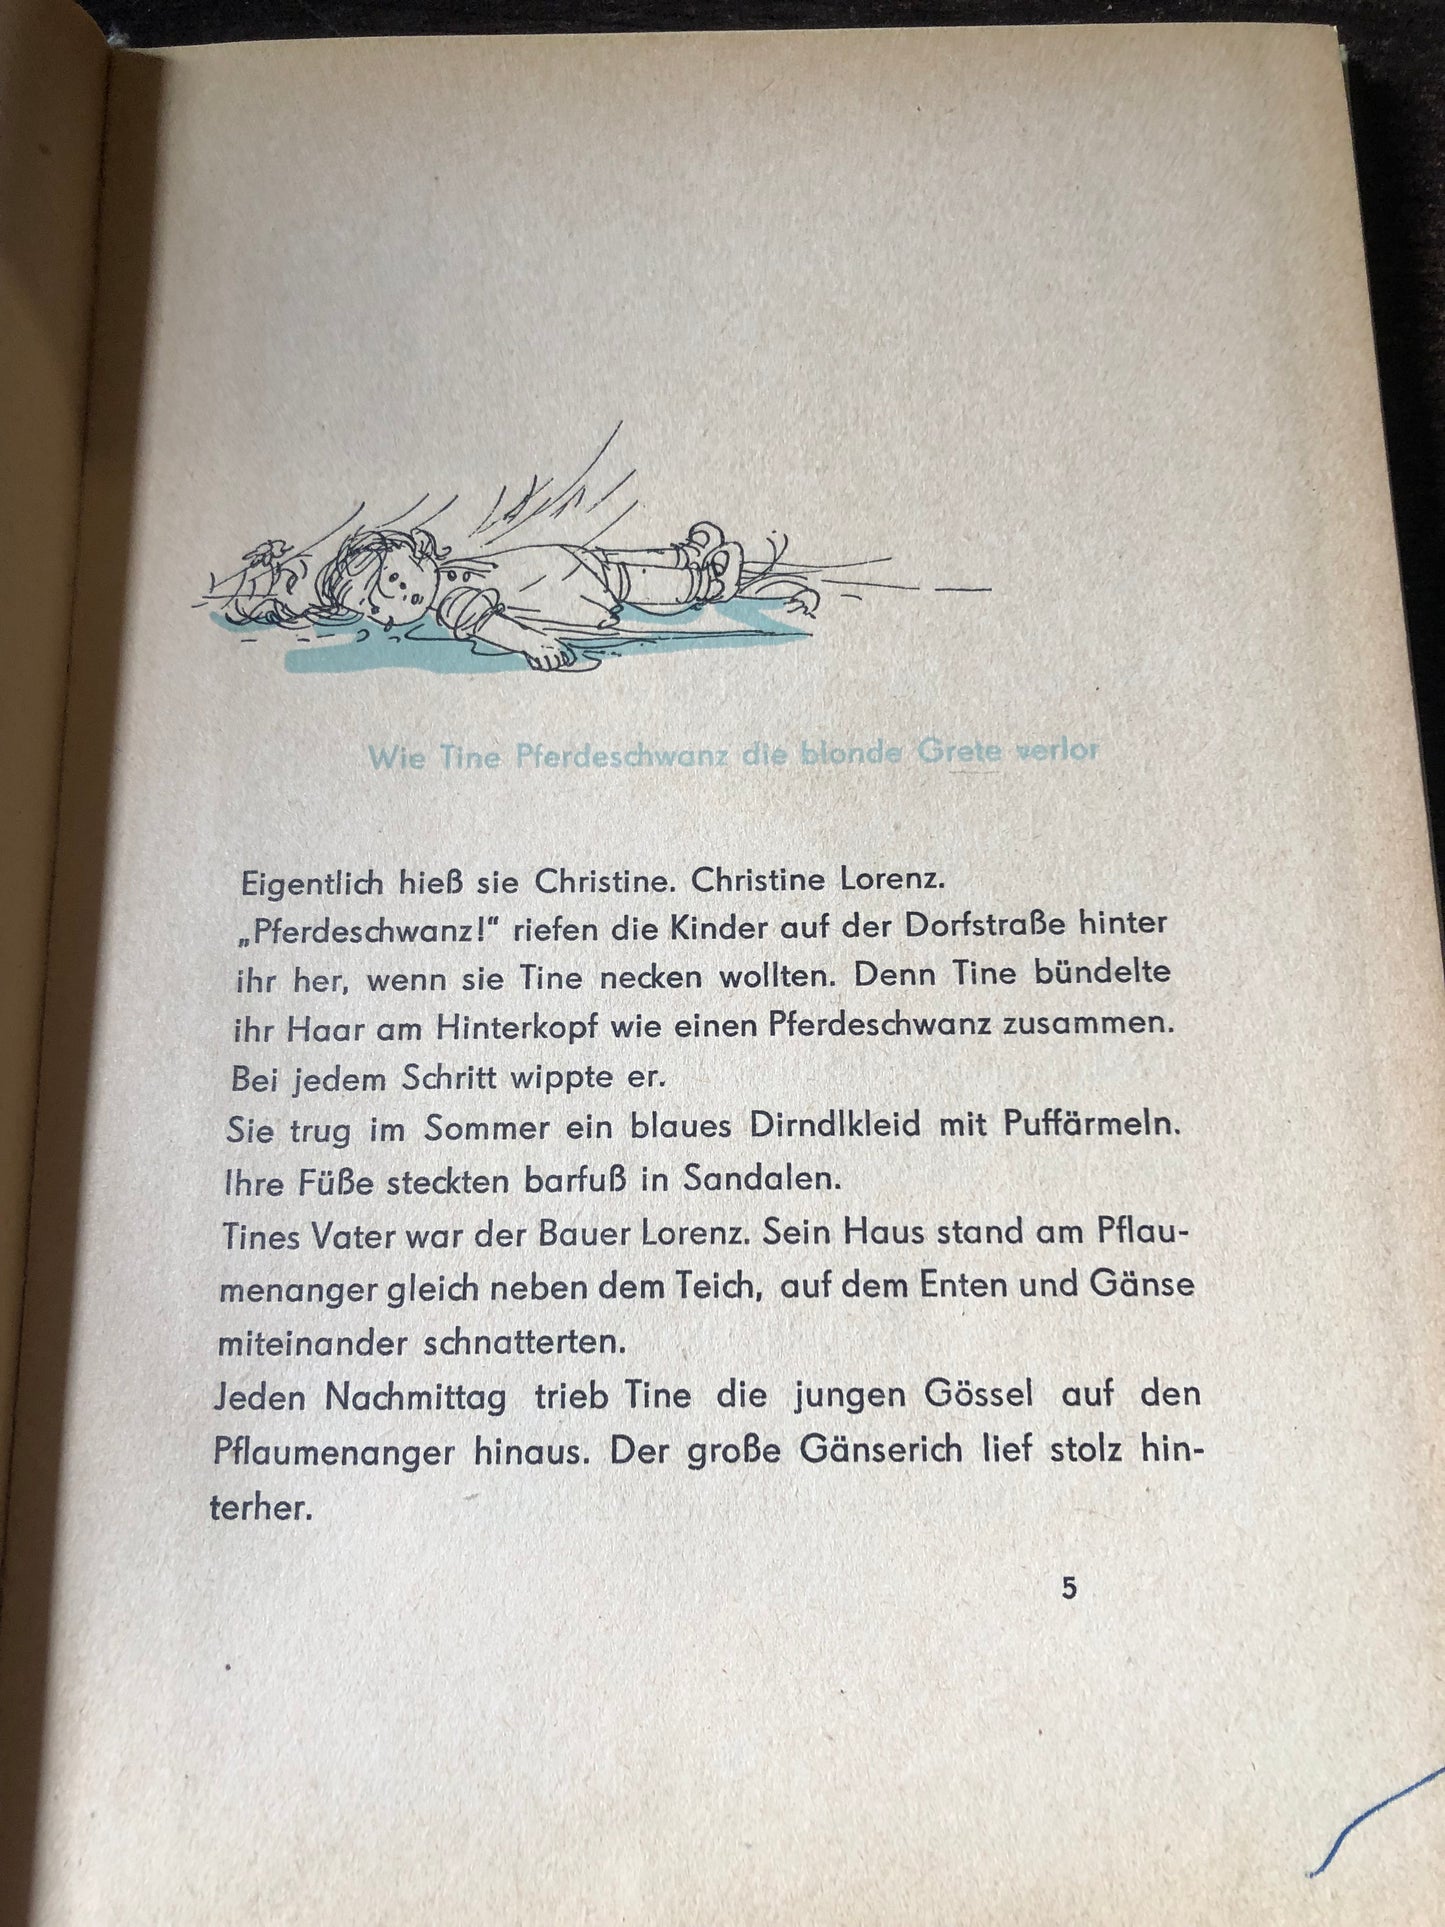 Wie Tine Pferdeschwanz die blonde Grete verlor
Eigentlich hieß sie Christine. Christine Lorenz.
„Pferdeschwanz!“ riefen die Kinder auf der Dorfstraße hinter
ihr her, wenn sie Tine necken wollten. Denn Tine bündelte
ihr Haar am Hinterkopf wie einen Pferdeschwanz zusammen.
Bei jedem Schritt wippte er.
Sie trug im Sommer ein blaues Dirndlkleid mit Puffärmeln.
Ihre Füße steckten barfuß in Sandalen.
Tines Vater war der Bauer Lorenz. Sein Haus stand am Pflau-
menanger gleich neben dem Teich, auf dem Enten und Gänse
miteinander schnatterten.
Jeden Nachmittag trieb Tine die jungen Gössel auf den
Pflaumenanger hinaus. Der große Gänserich lief stolz hin-
terher.
5